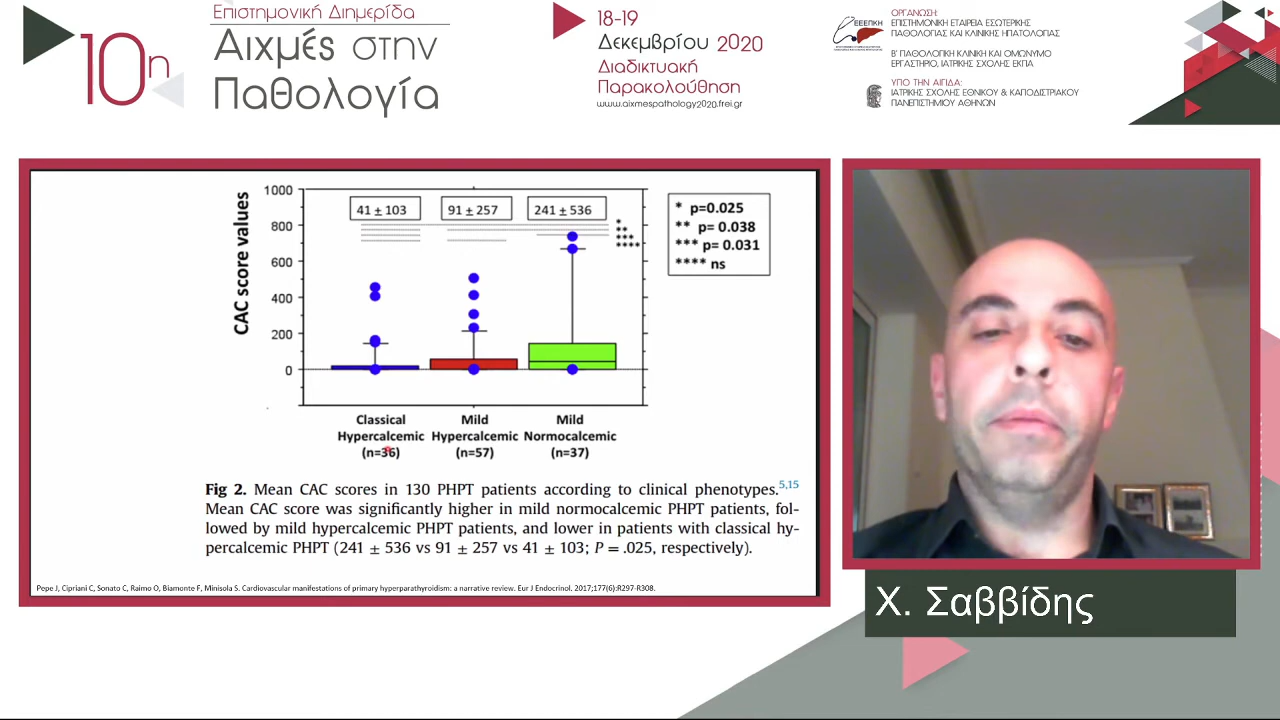 10η
Επιστημονική Διημερίδα
Αιχμές στην
Παθολογία
18-19
Δεκεμβρίου 2020
Διαδικτυακή
Παρακολούθηση
www.aixmespathology2020.frei.gr
ΕΕΕΠΚΗ
ΟΡΓΑΝΩΣΗ:
ΕΠΙΣΤΗΜΟΝΙΚΗ ΕΤΑΙΡΕΙΑ ΕΣΩΤΕΡΙΚΗΣ
ΠΑΘΟΛΟΓΙΑΣ ΚΑΙ ΚΛΙΝΙΚΗΣ ΗΠΑΤΟΛΟΓΙΑΣ
Β' ΠΑΘΟΛΟΓΙΚΗ ΚΛΙΝΙΚΗ ΚΑΙ ΟΜΩΝΥΜΟ
ΕΡΓΑΣΤΗΡΙΟ, ΙΑΤΡΙΚΗΣ ΣΧΟΛΗΣ ΕΚΠΑ
ΥΠΟ ΤΗΝ ΑΙΓΙΔΑ:
ΙΑΤΡΙΚΗΣ ΣΧΟΛΗΣ ΕΘΝΙΚΟΥ & ΚΑΠΟΔΙΣΤΡΙΑΚΟΥ
ΠΑΝΕΠΙΣΤΗΜΙΟΥ ΑΘΗΝΩΝ
CAC score values
1000
800
600
400
200
0
41 ± 103
91 ± 257
241 ± 536
*
**
***
****
* p=0.025
** p= 0.038
*** p= 0.031
**** ns
Classical
Hypercalcemic
(n=36)
Mild
Hypercalcemic
(n=57)
Mild
Normocalcemic
(n=37)
Fig 2. Mean CAC scores in 130 PHPT patients according to clinical phenotypes.5,15
Mean CAC score was significantly higher in mild normocalcemic PHPT patients, fol-
lowed by mild hypercalcemic PHPT patients, and lower in patients with classical hy-
percalcemic PHPT (241 ± 536 vs 91 ± 257 vs 41 ± 103; P = .025, respectively).
Pepe J, Cipriani C, Sonato C, Raimo O, Biamonte F, Minisola S. Cardiovascular manifestations of primary hyperparathyroidism: a narrative review. Eur J Endocrinol. 2017;177(6):R297-R308.
Χ. Σαββίδης